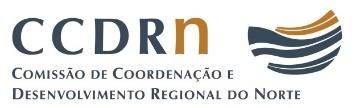 CCDRn
Comissão de Coordenação e
Desenvolvimento Regional do Norte